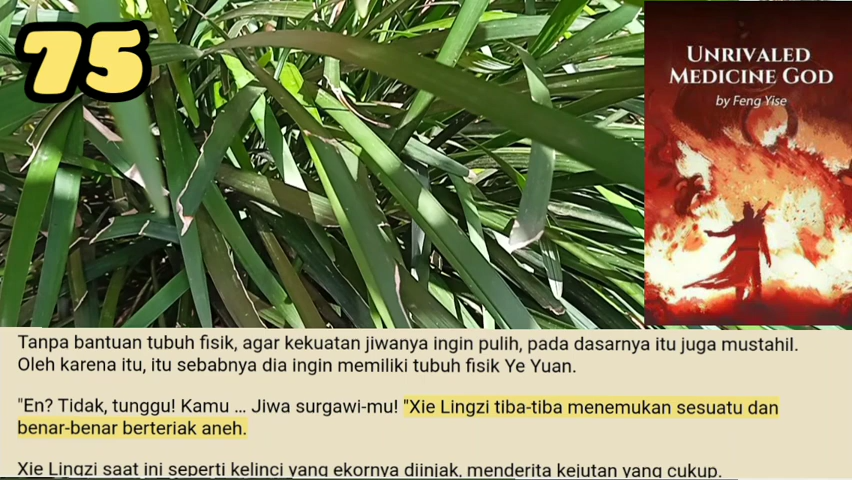 75
UNRIVALED
MEDICINE GOD
by Feng Yise
Tanpa bantuan tubuh fisik, agar kekuatan jiwanya ingin pulih, pada dasarnya itu juga mustahil.
Oleh karena itu, itu sebabnya dia ingin memiliki tubuh fisik Ye Yuan.
"En? Tidak, tunggu! Kamu ... Jiwa surgawi-mu! "Xie Lingzi tiba-tiba menemukan sesuatu dan
benar-benar berteriak aneh.
Xie Lingzi saat ini seperti kelinci yang ekornya diinjak, menderita kejutan yang cukup.